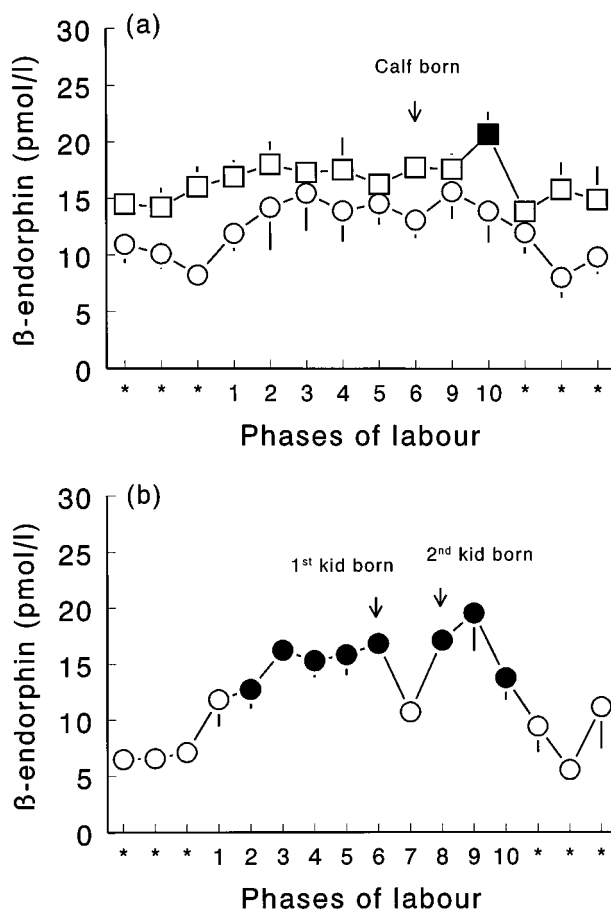 (a)
30
25
20
15
10
5
0
ß-endorphin (pmol/l)
Calf born
* * * 1 2 3 4 5 6 9 10 * * *
Phases of labour
(b)
30
25
20
15
10
5
0
ß-endorphin (pmol/l)
1st kid born
2nd kid born
* * * 1 2 3 4 5 6 7 8 9 10 * * *
Phases of labour